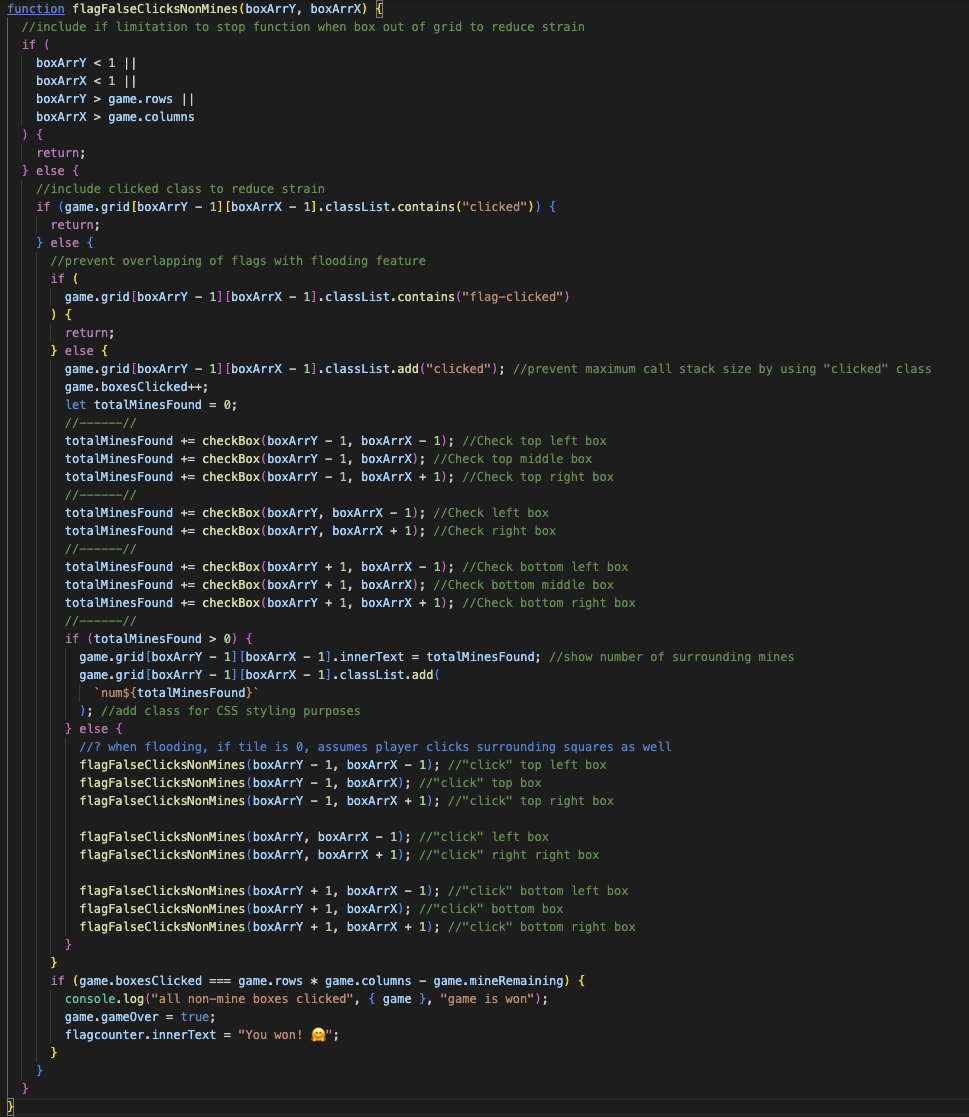 function flagFalseClicksNonMines(boxArrY, boxArrX) {
//include if limitation to stop function when box out of grid to reduce strain
if (
boxArrY < 1 ||
boxArrX < 1 ||
boxArrY > game.rows ||
boxArrX > game.columns
) {
return;
} else {
//include clicked class to reduce strain
if (game.grid[boxArrY - 1][boxArrX - 1].classList.contains("clicked")) {
return;
} else {
//prevent overlapping of flags with flooding feature
if (
game.grid[boxArrY - 1][boxArrX - 1].classList.contains("flag-clicked")
) {
return;
} else {
game.grid[boxArrY - 1][boxArrX - 1].classList.add("clicked"); //prevent maximum call stack size by using "clicked" class
game.boxesClicked++;
let totalMinesFound = 0;
//------//
totalMinesFound += checkBox(boxArrY - 1, boxArrX - 1); //Check top left box
totalMinesFound += checkBox(boxArrY - 1, boxArrX); //Check top middle box
totalMinesFound += checkBox(boxArrY - 1, boxArrX + 1); //Check top right box
//------//
totalMinesFound += checkBox(boxArrY, boxArrX - 1); //Check left box
totalMinesFound += checkBox(boxArrY, boxArrX + 1); //Check right box
//------//
totalMinesFound += checkBox(boxArrY + 1, boxArrX - 1); //Check bottom left box
totalMinesFound += checkBox(boxArrY + 1, boxArrX); //Check bottom middle box
totalMinesFound += checkBox(boxArrY + 1, boxArrX + 1); //Check bottom right box
//------//
if (totalMinesFound > 0) {
game.grid[boxArrY - 1][boxArrX - 1].innerText = totalMinesFound; //show number of surrounding mines
game.grid[boxArrY - 1][boxArrX - 1].classList.add(
`num${totalMinesFound}`
); //add class for CSS styling purposes
} else {
//? when flooding, if tile is 0, assumes player clicks surrounding squares as well
flagFalseClicksNonMines(boxArrY - 1, boxArrX - 1); //"click" top left box
flagFalseClicksNonMines(boxArrY - 1, boxArrX); //"click" top box
flagFalseClicksNonMines(boxArrY - 1, boxArrX + 1); //"click" top right box
flagFalseClicksNonMines(boxArrY, boxArrX - 1); //"click" left box
flagFalseClicksNonMines(boxArrY, boxArrX + 1); //"click" right right box
flagFalseClicksNonMines(boxArrY + 1, boxArrX - 1); //"click" bottom left box
flagFalseClicksNonMines(boxArrY + 1, boxArrX); //"click" bottom box
flagFalseClicksNonMines(boxArrY + 1, boxArrX + 1); //"click" bottom right box
}
}
if (game.boxesClicked === game.rows * game.columns - game.mineRemaining) {
console.log("all non-mine boxes clicked", { game }, "game is won");
game.gameOver = true;
flagcounter.innerText = "You won! 🤗";
}
}
}
}